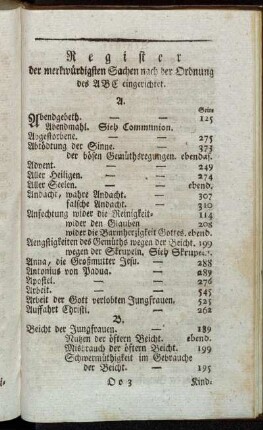 Register
der merkwürdigsten Sachen nach der Ordnung
des ABC eingerichtet.
A.
Seite
Abendgebeth. — — 125
Abendmahl. Sieh Communion.
Abgestorbene. — — 275
Abtödtung der Sinne. — — 373
der bösen Gemüthsregungen. ebendas.
Advent. — — 249
Aller Heiligen. — — 274
Aller Seelen. — — ebend.
Andacht, wahre Andacht. — 307
falsche Andacht. — 310
Anfechtung wider die Reinigkeit. — 114
wider den Glauben — 208
wider die Barmherzigkeit Gottes. ebend.
Aengstigkeiten des Gemüths wegen der Beicht. 199
wegen der Skrupeln. Sieh Skrupel.
Anna, die Großmutter Jesu. — 288
Antonius von Padua. — 289
Apostel. — — 276
Arbeit. — — 545
Arbeit der Gott verlobten Jungfrauen. 525
Auffahrt Christi. — — 262
B.
Beicht der Jungfrauen. — 189
Nutzen der öftern Beicht. ebend.
Misbrauch der öftern Beicht. 199
Schwermüthigkeit im Gebrauche
der Beicht. — 195
Oo3 Kind: